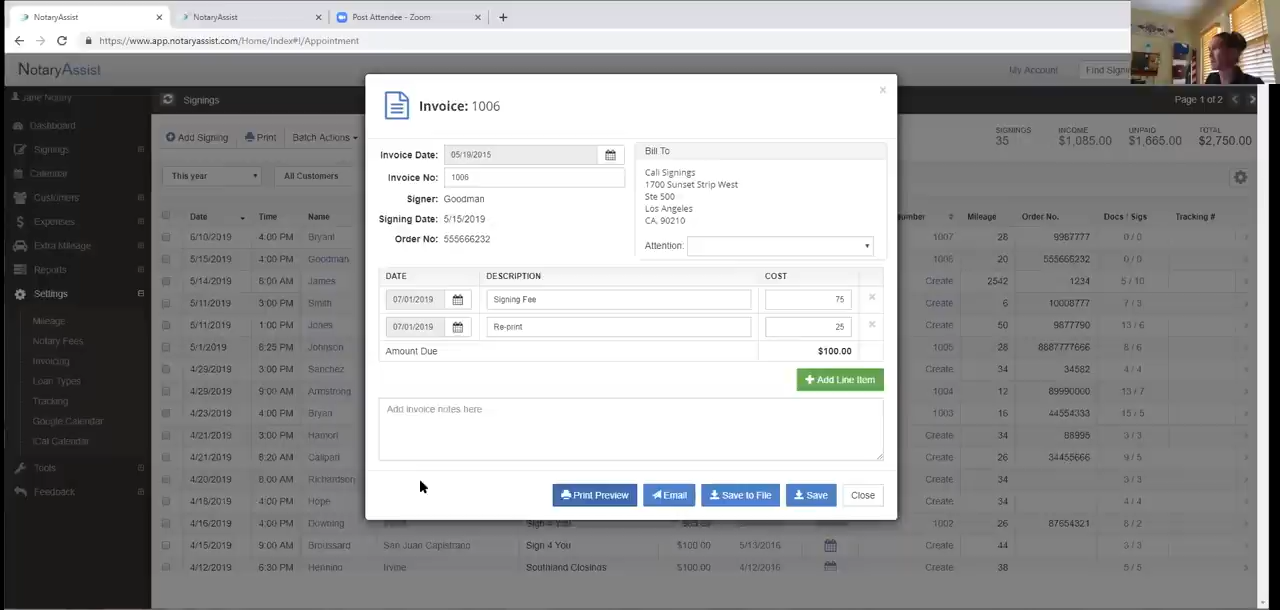 NotaryAssist
NotaryAssist
Post Attendee - Zoom
https://www.app.notaryassist.com/Home/Index#!/Appointment
NotaryAssist
My Account
Find Signi
Jane Notary
Dashboard
Signings
Calendar
Customers
Expenses
Extra Mileage
Reports
Settings
Manage
Notary Fees
Invoicing
Loan Types
Tracking
Google Calendar
iCal Calendar
Tools
Feedback
Signings
Page 1 of 2
Add Signing
Print
Batch Actions
SIGNINGS
35
INCOME
$1,085.00
UNPAID
$1,665.00
TOTAL
$2,750.00
This year
All Customers
Date Time Name umber Mileage Order No. Docs / Sigs Tracking #
6/10/2019 4:00 PM Bryant 1007 28 9987777 0 / 0
5/15/2019 4:00 PM Goodman 1006 20 555666232 0 / 0
5/14/2019 6:00 PM James Create 2542 1234 5 / 10
5/11/2019 3:00 PM Smith Create 6 10008777 7 / 3
5/11/2019 1:00 PM Jones Create 50 9877790 13 / 6
5/1/2019 6:25 PM Johnson 1005 28 8887777666 8 / 6
4/29/2019 3:00 PM Sanchez Create 34 34582 4 / 4
4/29/2019 9:00 AM Armstrong 1004 12 89990000 13 / 7
4/23/2019 4:00 PM Bryan 1003 16 44554333 15 / 5
4/21/2019 3:00 PM Create 34 88995 3 / 3
4/21/2019 8:20 AM Calipari Create 26 34455666 9 / 5
4/20/2019 8:00 AM Richardson Create 34 3 / 3
4/18/2019 4:00 PM Hope Create 34 4 / 4
4/16/2019 4:00 PM Downing Sign 4 You 1002 26 87654321 8 / 2
4/15/2019 9:00 AM Broussard San Juan Capistrano Sign 4 You $100.00 5/13/2016 Create 44 3 / 3
4/12/2019 6:30 PM Henning Irvine Southland Closings $100.00 4/12/2016 Create 38 5 / 5
Invoice: 1006
Invoice Date: 05/19/2015
Invoice No: 1006
Signer: Goodman
Signing Date: 5/15/2019
Order No: 555666232
Bill To
Cali Signings
1700 Sunset Strip West
Ste 500
Los Angeles
CA, 90210
Attention:
DATE DESCRIPTION COST
07/01/2019 Signing Fee 75
07/01/2019 Re-print 25
Amount Due $100.00
Add Line Item
Add invoice notes here
Print Preview
Email
Save to File
Save
Close